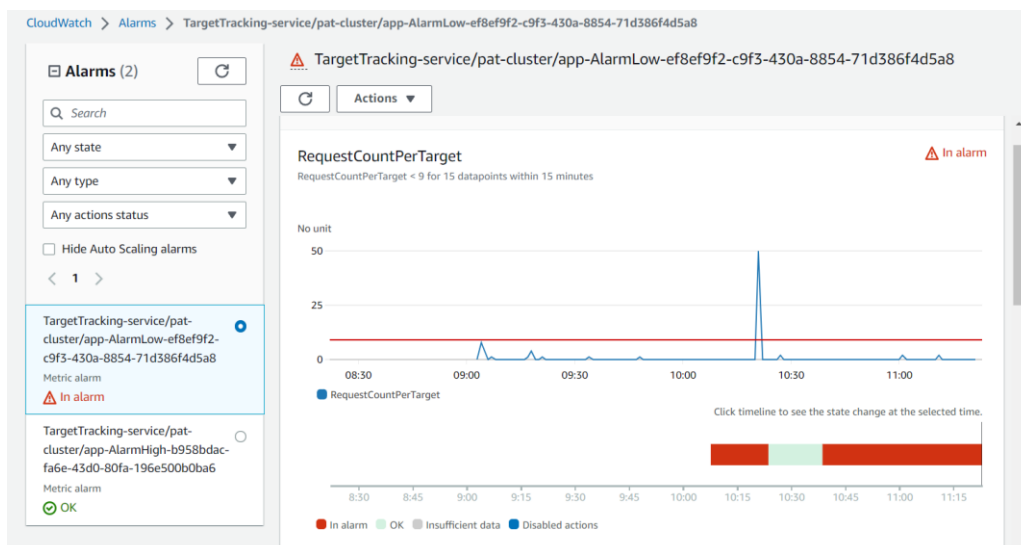 CloudWatch > Alarms > TargetTracking-service/pat-cluster/app-AlarmLow-ef8ef9f2-c9f3-430a-8854-71d386f4d5a8
Alarms (2)
Search
Any state
Any type
Any actions status
Hide Auto Scaling alarms
< 1 >
TargetTracking-service/pat-
cluster/app-AlarmLow-ef8ef9f2-
c9f3-430a-8854-71d386f4d5a8
Metric alarm
In alarm
TargetTracking-service/pat-
cluster/app-AlarmHigh-b958bdac-
fa6e-43d0-80fa-196e500b0ba6
Metric alarm
OK
TargetTracking-service/pat-cluster/app-AlarmLow-ef8ef9f2-c9f3-430a-8854-71d386f4d5a8
Actions
RequestCountPerTarget
In alarm
RequestCountPerTarget < 9 for 15 datapoints within 15 minutes
No unit
50
25
0
08:30 09:00 09:30 10:00 10:30 11:00
RequestCountPerTarget
Click timeline to see the state change at the selected time.
8:30 8:45 9:00 9:15 9:30 9:45 10:00 10:15 10:30 10:45 11:00 11:15
In alarm OK Insufficient data Disabled actions